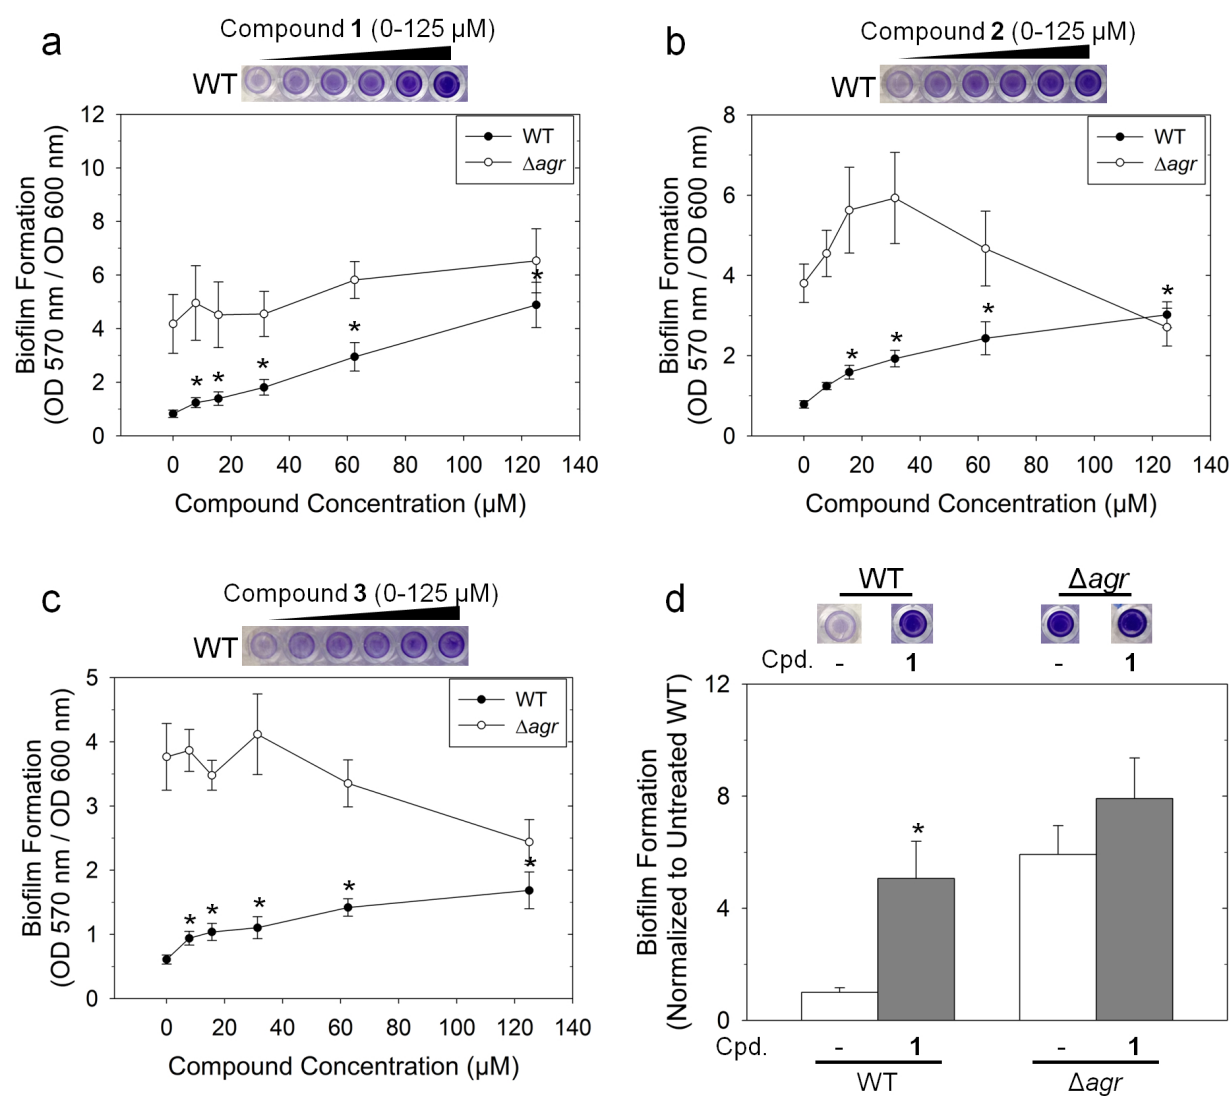 a
Compound 1 (0-125 µM)
WT
12
10
8
6
4
2
0
Biofilm Formation
(OD 570 nm / OD 600 nm)
WT
Δagr
*
*
*
*
*
0 20 40 60 80 100 120 140
Compound Concentration (µM)
b
Compound 2 (0-125 µM)
WT
8
6
4
2
0
Biofilm Formation
(OD 570 nm / OD 600 nm)
WT
Δagr
*
*
*
*
0 20 40 60 80 100 120 140
Compound Concentration (µM)
c
Compound 3 (0-125 µM)
WT
5
4
3
2
1
0
Biofilm Formation
(OD 570 nm / OD 600 nm)
WT
Δagr
*
*
*
*
*
0 20 40 60 80 100 120 140
Compound Concentration (µM)
d
WT Δagr
Cpd. - 1 - 1
12
8
4
0
Biofilm Formation
(Normalized to Untreated WT)
*
Cpd. - 1 - 1
WT Δagr